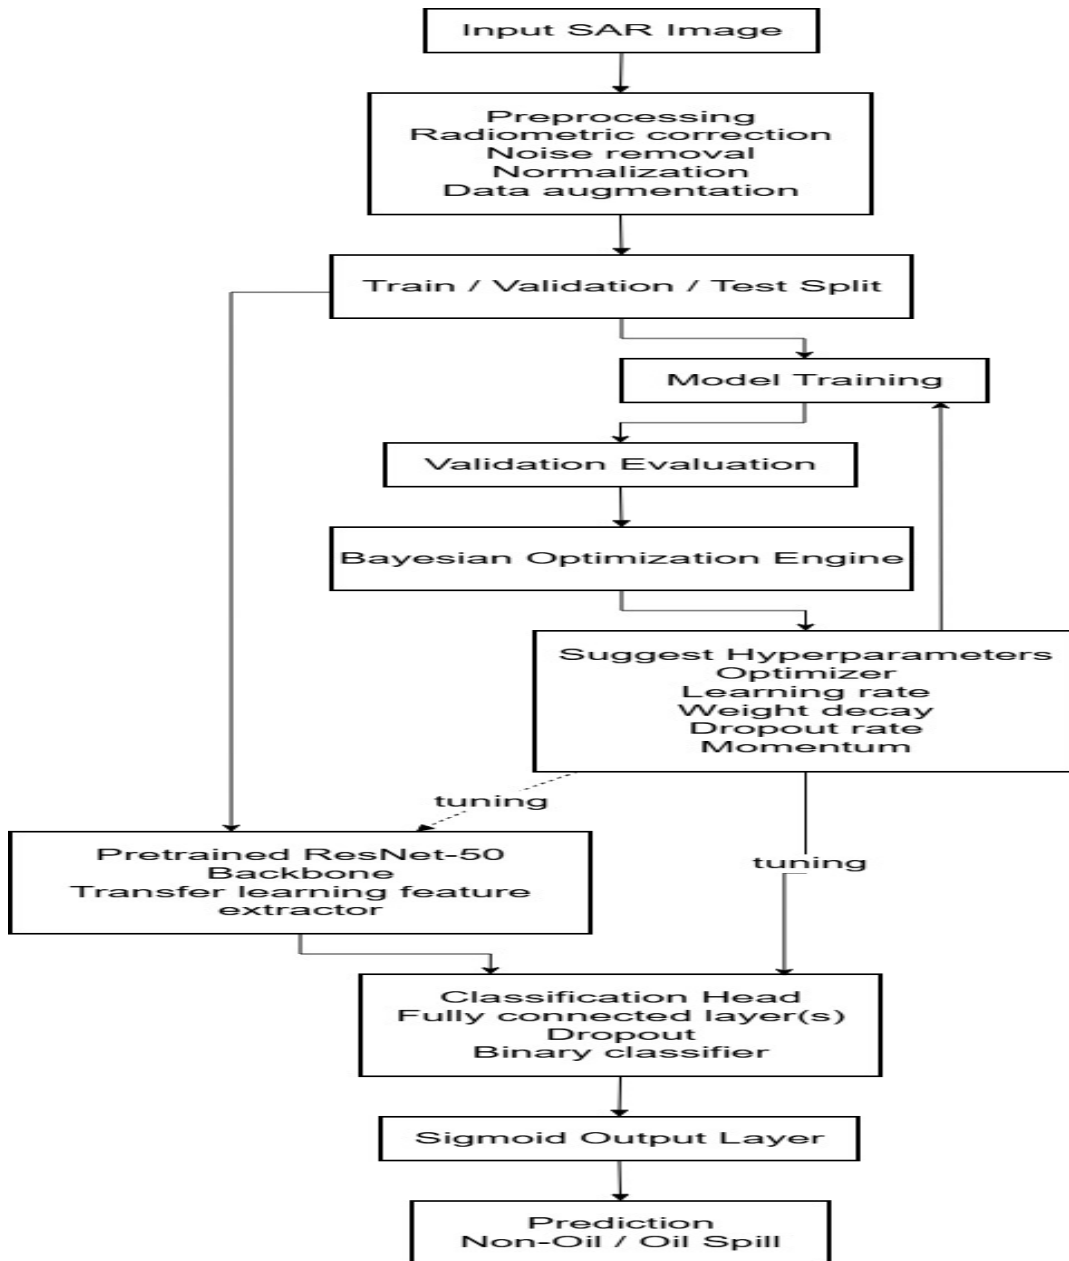 Input SAR Image
Preprocessing
Radiometric correction
Noise removal
Normalization
Data augmentation
Train / Validation / Test Split
Model Training
Validation Evaluation
Bayesian Optimization Engine
Suggest Hyperparameters
Optimizer
Learning rate
Weight decay
Dropout rate
Momentum
tuning
Pretrained ResNet-50
Backbone
Transfer learning feature
extractor
tuning
Classification Head
Fully connected layer(s)
Dropout
Binary classifier
Sigmoid Output Layer
Prediction
Non-Oil / Oil Spill